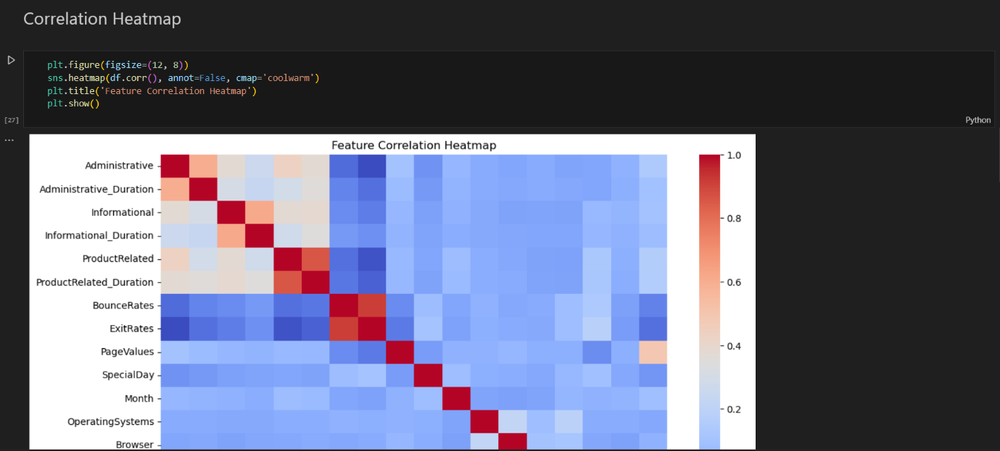 Correlation Heatmap
plt.figure(figsize=(12, 8))
sns.heatmap(df.corr(), annot=False, cmap='coolwarm')
plt.title('Feature Correlation Heatmap')
plt.show()
[27]
Python
...
Feature Correlation Heatmap
Administrative
Administrative_Duration
Informational
Informational_Duration
ProductRelated
ProductRelated_Duration
BounceRates
ExitRates
PageValues
SpecialDay
Month
OperatingSystems
Browser
1.0
0.8
0.6
0.4
0.2